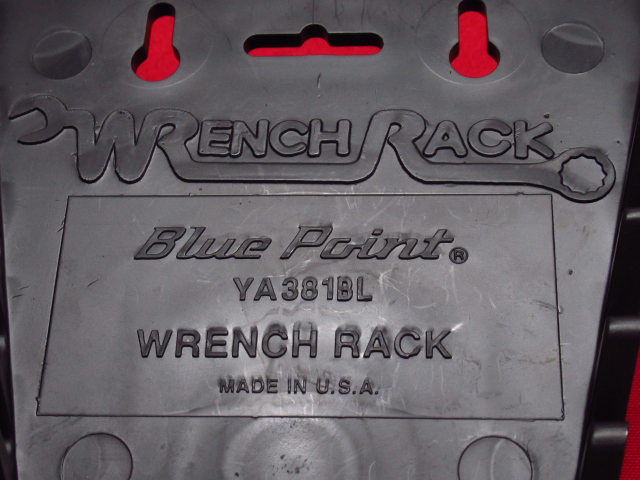 WRENCH RACK
Blue Point®
YA381BL
WRENCH RACK
MADE IN U.S.A.